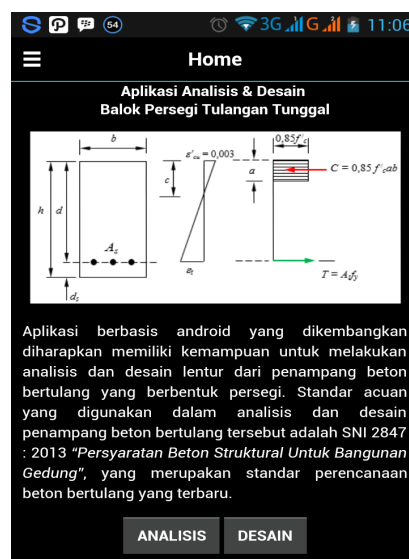 54 3G G 11:06
Home
Aplikasi Analisis & Desain
Balok Persegi Tulangan Tunggal
b
ε'cu = 0,003
0,85f'c
c
a
C = 0,85 f'cab
h
d
As
εt
T = Asfy
ds
Aplikasi berbasis android yang dikembangkan
diharapkan memiliki kemampuan untuk melakukan
analisis dan desain lentur dari penampang beton
bertulang yang berbentuk persegi. Standar acuan
yang digunakan dalam analisis dan desain
penampang beton bertulang tersebut adalah SNI 2847
: 2013 “Persyaratan Beton Struktural Untuk Bangunan
Gedung”, yang merupakan standar perencanaan
beton bertulang yang terbaru.
ANALISIS DESAIN